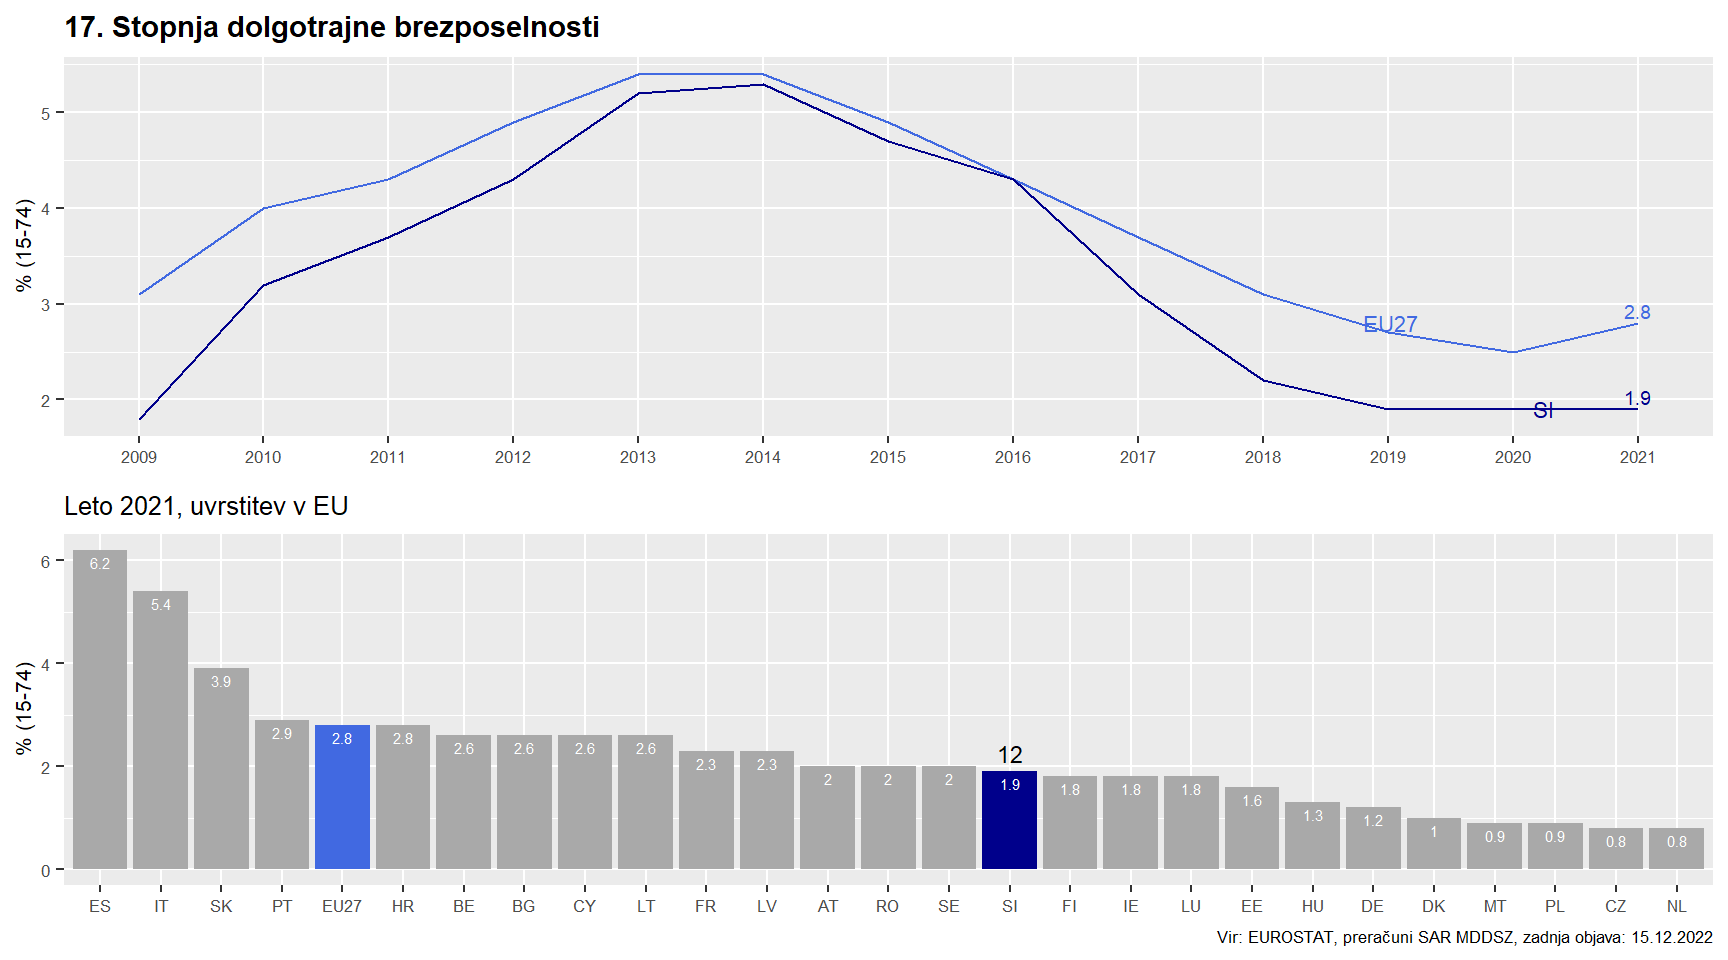 17. Stopnja dolgotrajne brezposelnosti
% (15-74)
5
4
3
2
EU27
2.8
SI
1.9
2009 2010 2011 2012 2013 2014 2015 2016 2017 2018 2019 2020 2021
Leto 2021, uvrstitev v EU
% (15-74)
6
4
2
0
12
6.2 5.4 3.9 2.9 2.8 2.8 2.6 2.6 2.6 2.6 2.3 2.3 2 2 2 1.9 1.8 1.8 1.8 1.6 1.3 1.2 1 0.9 0.9 0.8 0.8
ES IT SK PT EU27 HR BE BG CY LT FR LV AT RO SE SI FI IE LU EE HU DE DK MT PL CZ NL
Vir: EUROSTAT, preračuni SAR MDDSZ, zadnja objava: 15.12.2022